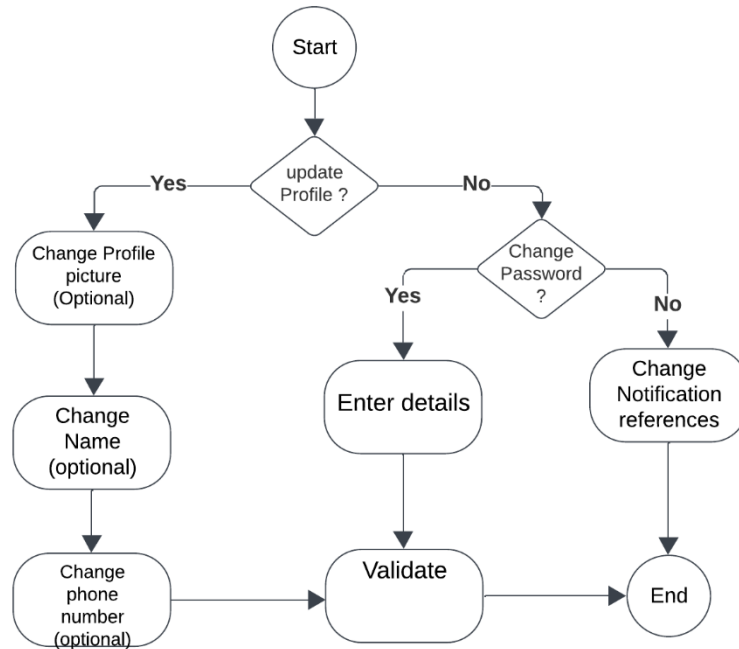 Start
update
Profile ?
Yes
No
Change Profile
picture
(Optional)
Change
Password
?
Yes
No
Change
Name
(optional)
Enter details
Change
Notification
references
Change
phone
number
(optional)
Validate
End